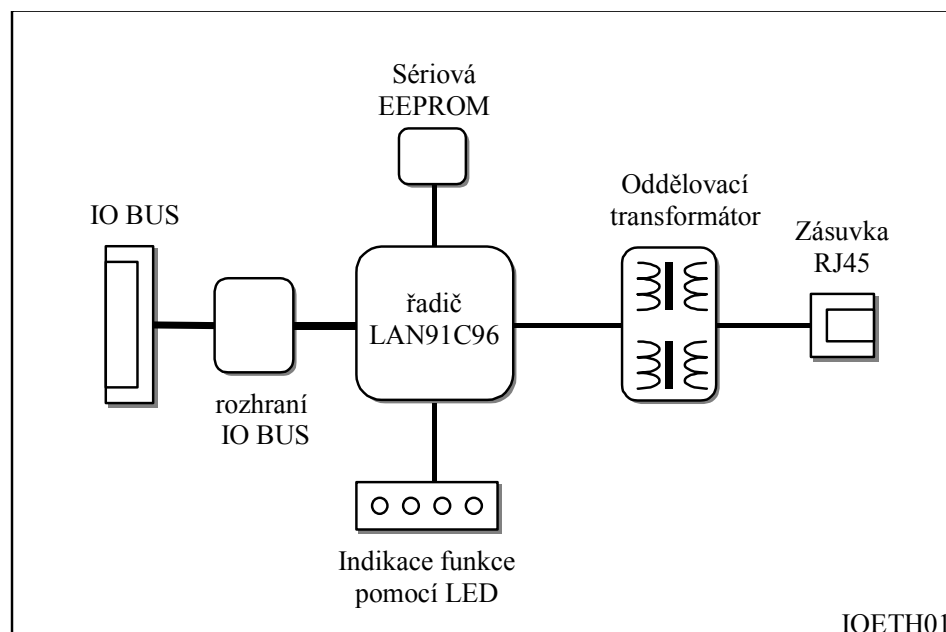 Sériová
EEPROM
Oddělovací
transformátor
IO BUS
Zásuvka
RJ45
řadič
LAN91C96
rozhraní
IO BUS
Indikace funkce
pomocí LED
IOETH01